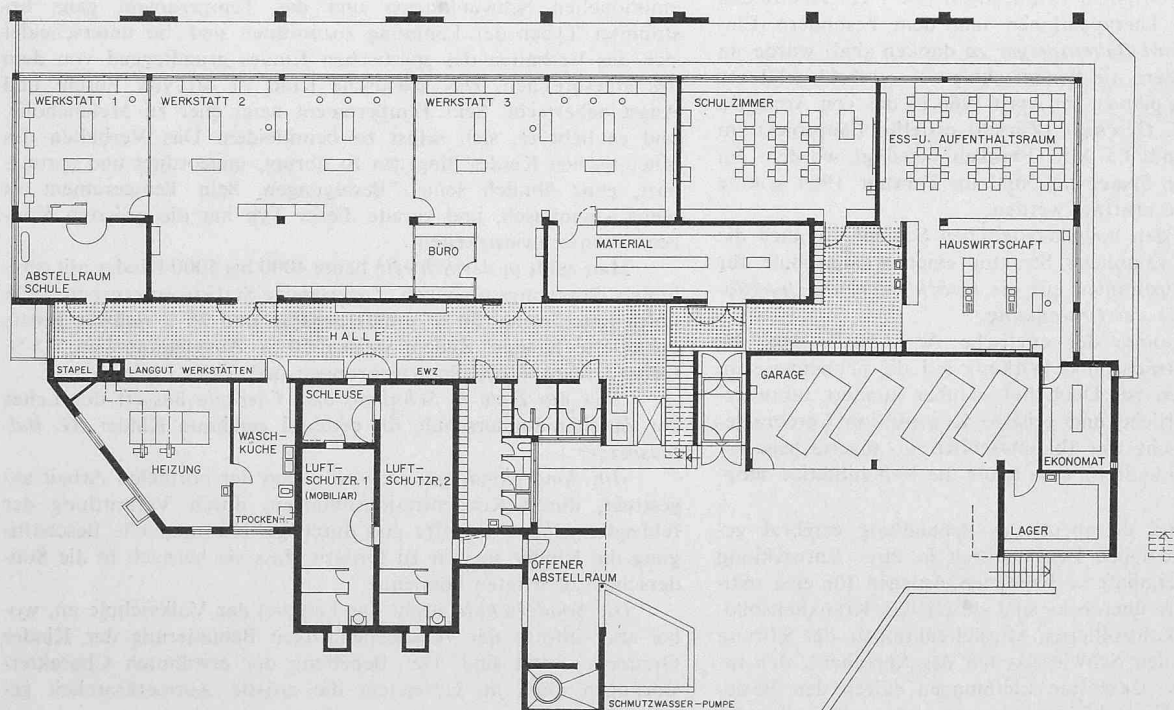 WERKSTATT 1
WERKSTATT 2
WERKSTATT 3
SCHULZIMMER
ESS-U. AUFENTHALTSRAUM
ABSTELLRAUM
SCHULE
BÜRO
MATERIAL
HAUSWIRTSCHAFT
HALLE
STAPEL
LANGGUT WERKSTÄTTEN
EWZ
GARAGE
SCHLEUSE
WASCH-
KÜCHE
HEIZUNG
LUFT-
SCHUTZR. 1
(MOBILIAR)
LUFT-
SCHUTZR. 2
TROCKENH.
EKONOMAT
LAGER
OFFENER
ABSTELLRAUM
SCHMUTZWASSER-PUMPE